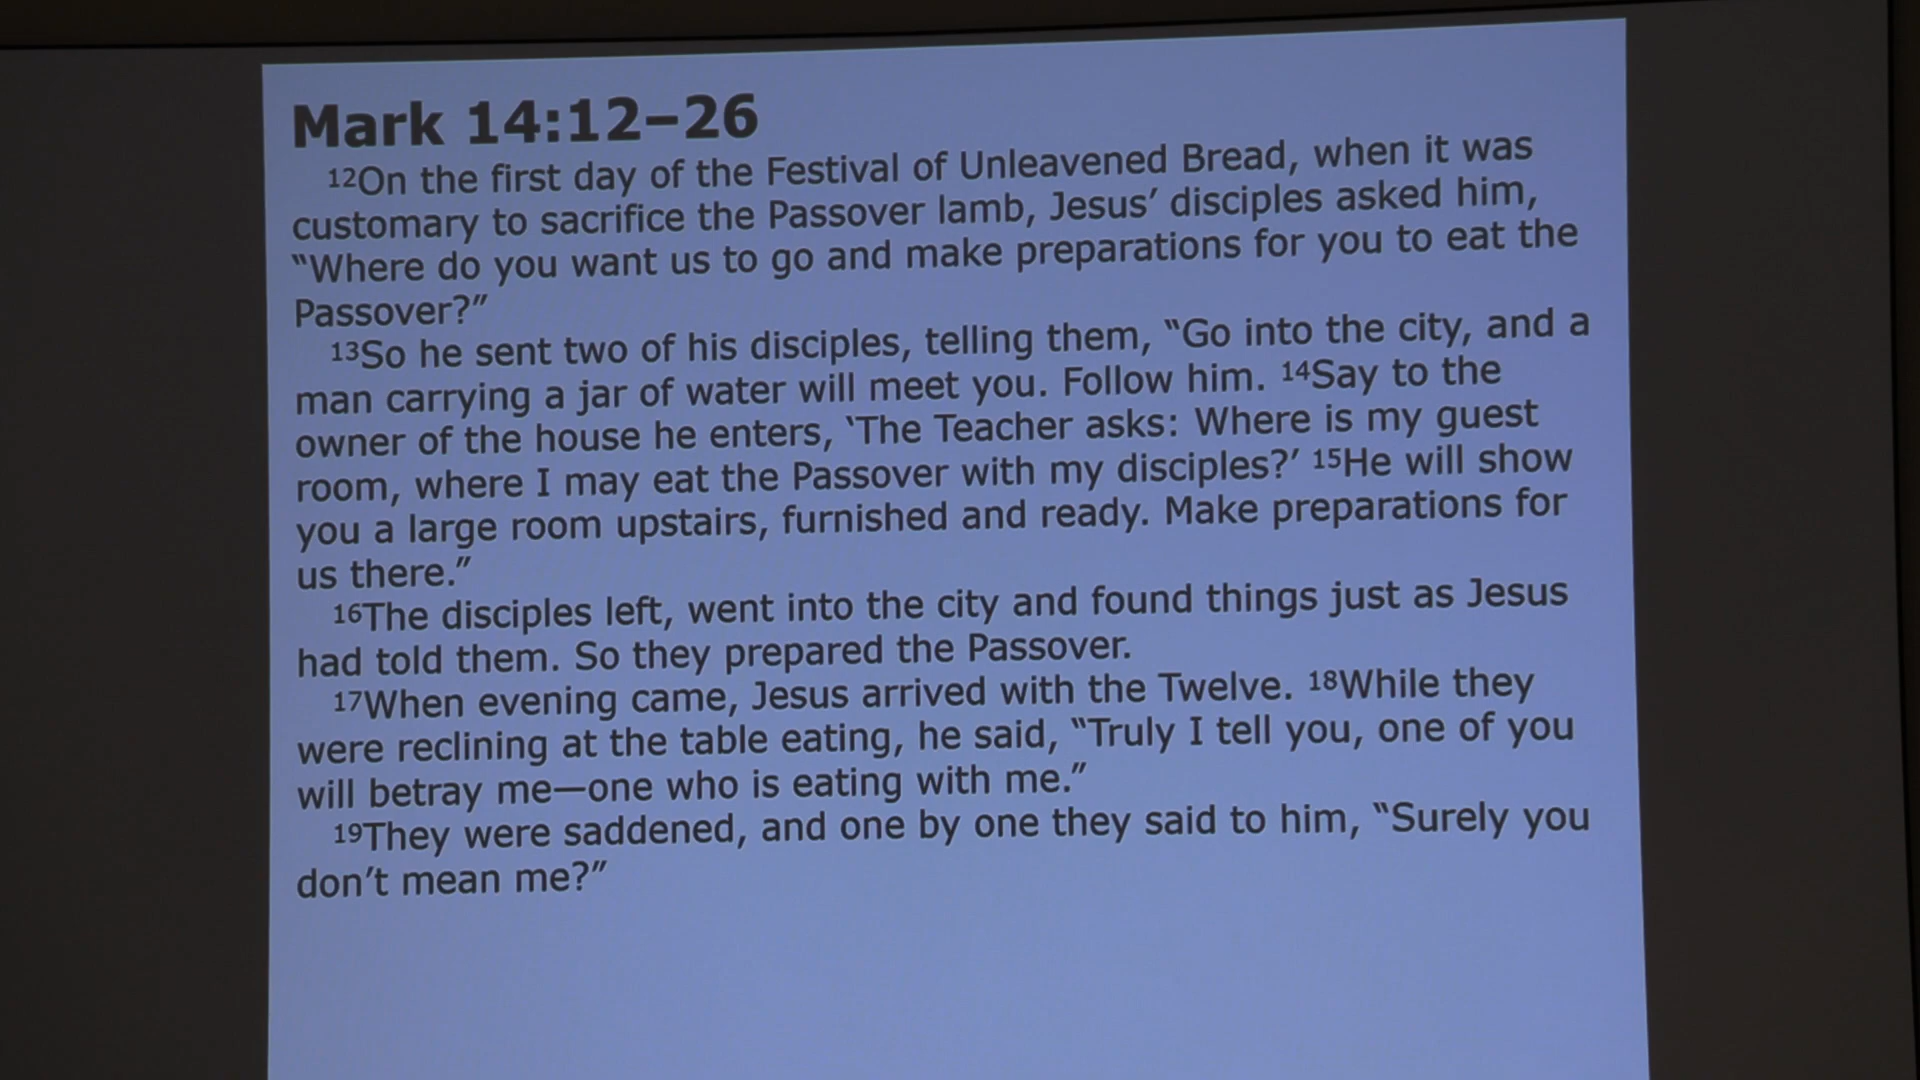 Mark 14:12–26
12On the first day of the Festival of Unleavened Bread, when it was
customary to sacrifice the Passover lamb, Jesus’ disciples asked him,
“Where do you want us to go and make preparations for you to eat the
Passover?”
13So he sent two of his disciples, telling them, “Go into the city, and a
man carrying a jar of water will meet you. Follow him. 14Say to the
owner of the house he enters, ‘The Teacher asks: Where is my guest
room, where I may eat the Passover with my disciples?’ 15He will show
you a large room upstairs, furnished and ready. Make preparations for
us there.”
16The disciples left, went into the city and found things just as Jesus
had told them. So they prepared the Passover.
17When evening came, Jesus arrived with the Twelve. 18While they
were reclining at the table eating, he said, “Truly I tell you, one of you
will betray me—one who is eating with me.”
19They were saddened, and one by one they said to him, “Surely you
don’t mean me?”